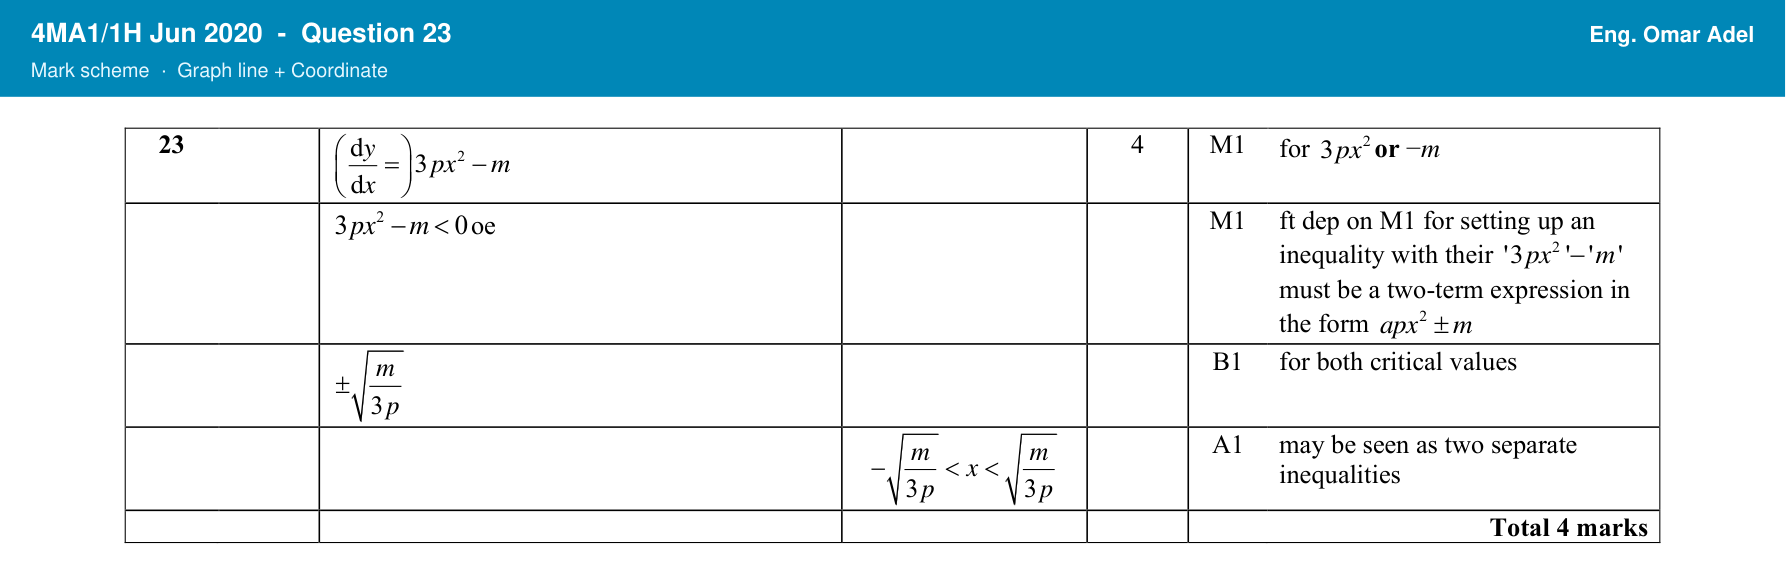 4MA1/1H Jun 2020 - Question 23
Eng. Omar Adel
Mark scheme · Graph line + Coordinate
23 (dy/dx =) 3px² − m 4 M1 for 3px² or −m
3px² − m < 0 oe M1 ft dep on M1 for setting up an
inequality with their '3px²'−'m'
must be a two-term expression in
the form apx² ± m
±√(m/3p) B1 for both critical values
−√(m/3p) < x < √(m/3p) A1 may be seen as two separate
inequalities
Total 4 marks